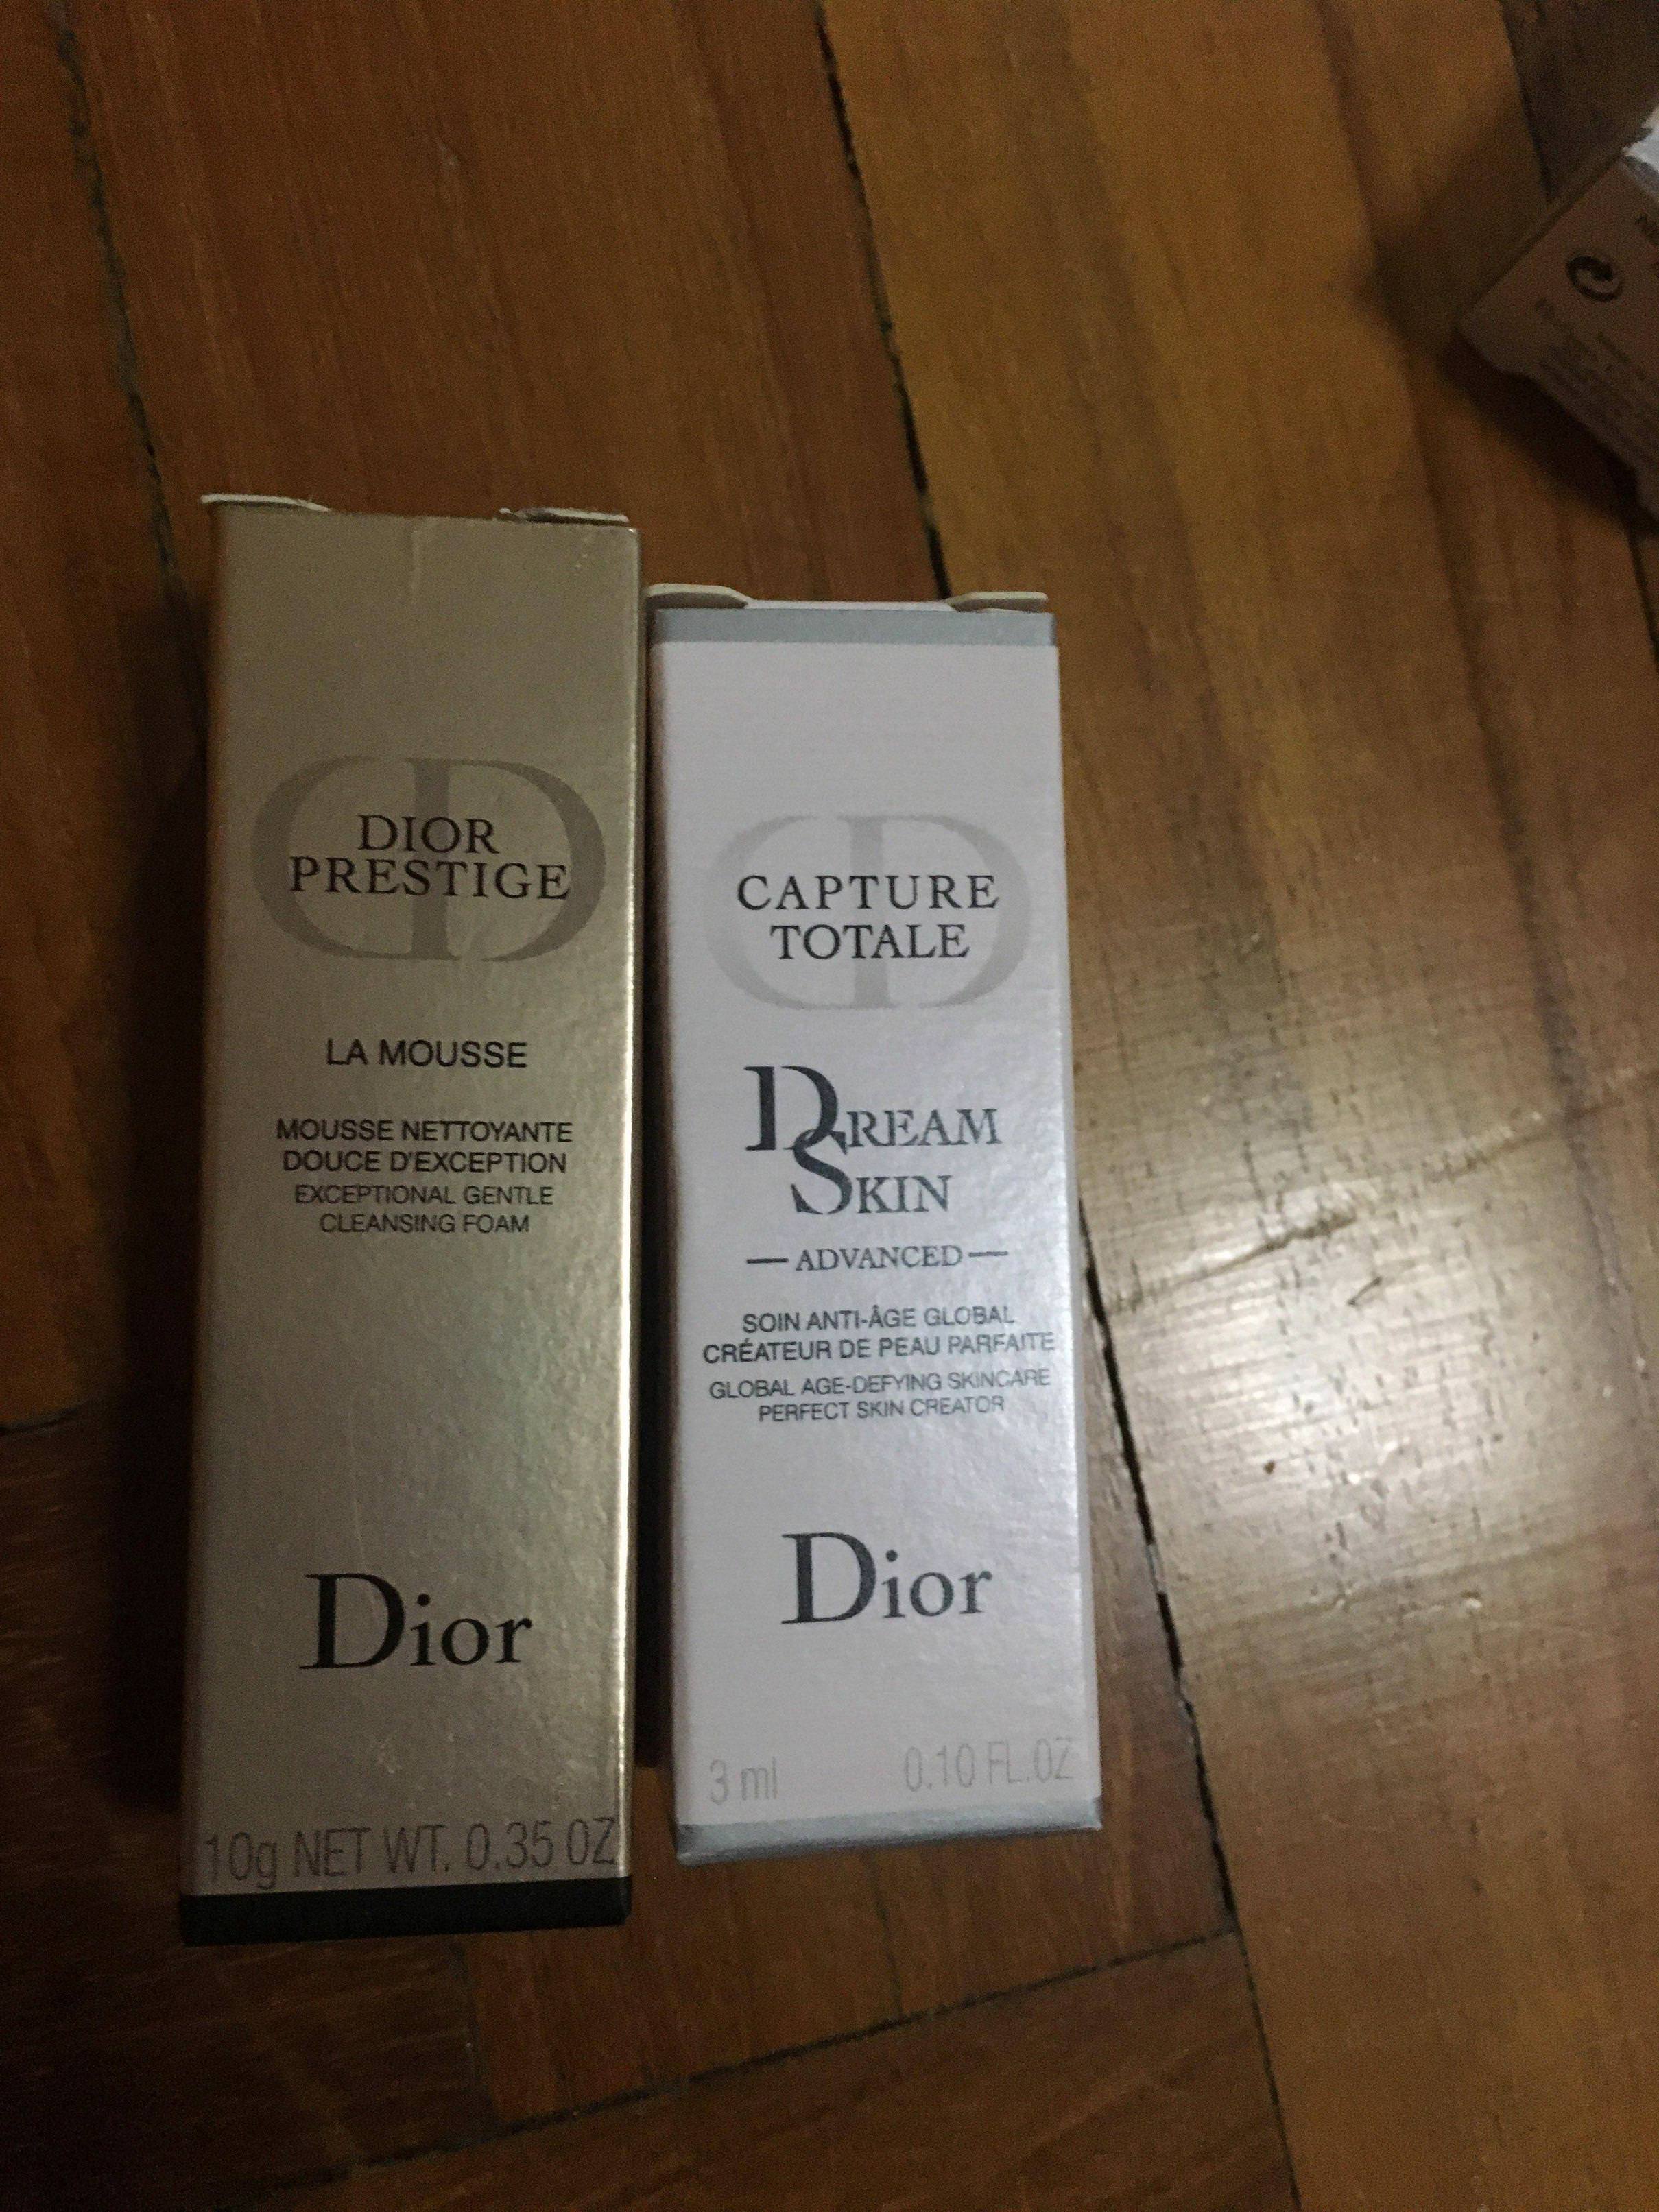 DIOR
PRESTIGE
LA MOUSSE
MOUSSE NETTOYANTE
DOUCE D'EXCEPTION
EXCEPTIONAL GENTLE
CLEANSING FOAM
Dior
10g NET WT. 0.35 OZ
CAPTURE
TOTALE
DREAM
SKIN
— ADVANCED —
SOIN ANTI-ÂGE GLOBAL
CRÉATEUR DE PEAU PARFAITE
GLOBAL AGE-DEFYING SKINCARE
PERFECT SKIN CREATOR
Dior
3 ml 0.10 FL.OZ